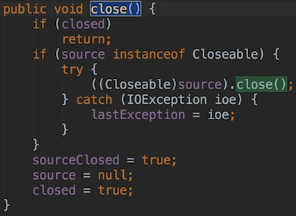 public void close() {
    if (closed)
        return;
    if (source instanceof Closeable) {
        try {
            ((Closeable)source).close();
        } catch (IOException ioe) {
            lastException = ioe;
        }
    }
    sourceClosed = true;
    source = null;
    closed = true;
}